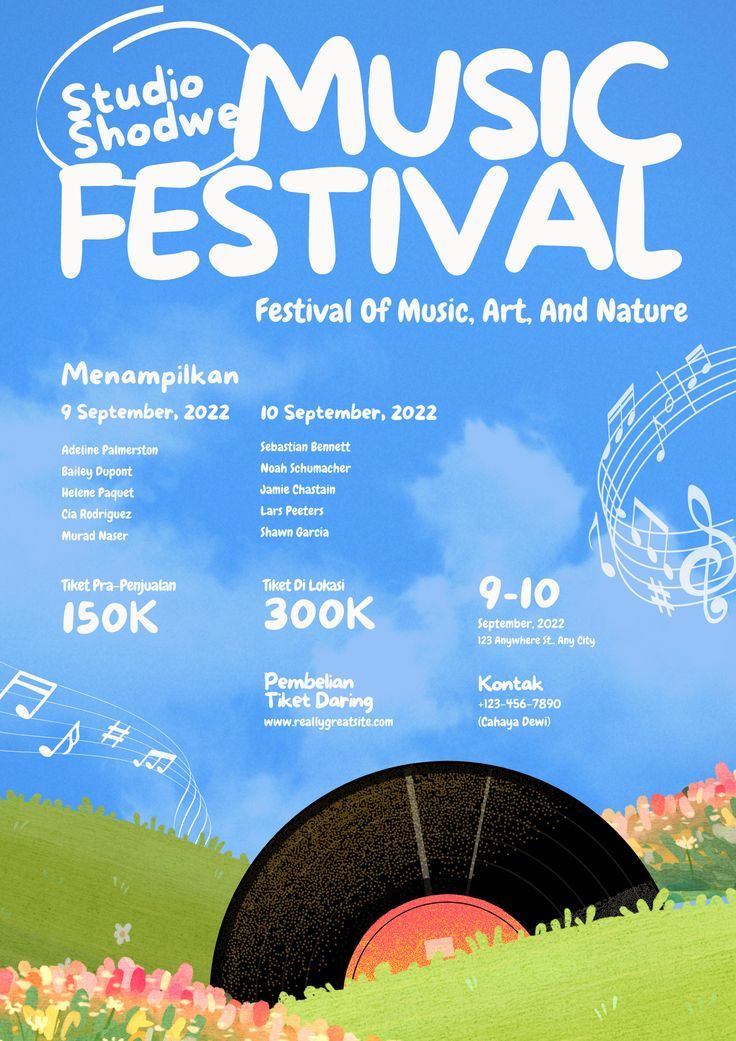 Studio
Shodwe
MUSIC
FESTIVAL
Festival Of Music, Art, And Nature
Menampilkan
9 September, 2022
Adeline Palmerston
Bailey Dupont
Helene Paquet
Cia Rodriguez
Murad Naser
10 September, 2022
Sebastian Bennett
Noah Schumacher
Jamie Chastain
Lars Peeters
Shawn Garcia
Tiket Pra-Penjualan
150K
Tiket Di Lokasi
300K
9-10
September, 2022
123 Anywhere St., Any City
Pembelian
Tiket Daring
www.reallygreatsite.com
Kontak
+123-456-7890
(Cahaya Dewi)